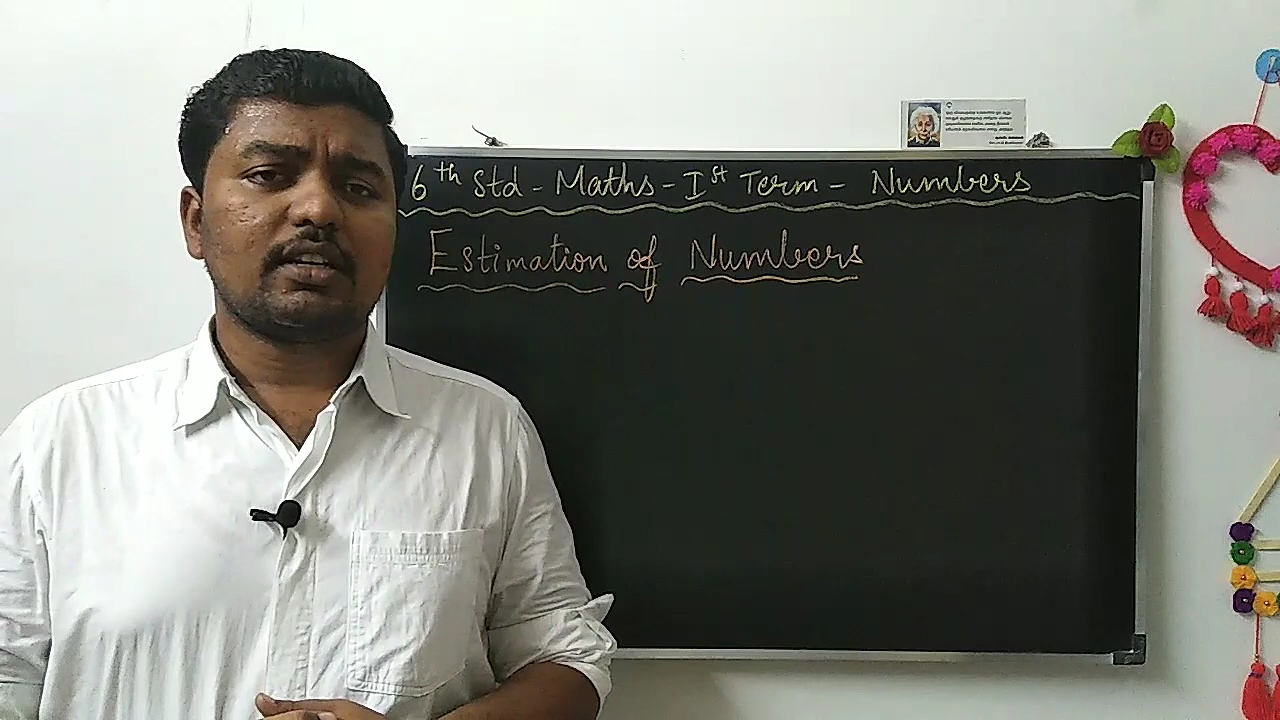 6th Std - Maths - Ist Term - Numbers
Estimation of Numbers